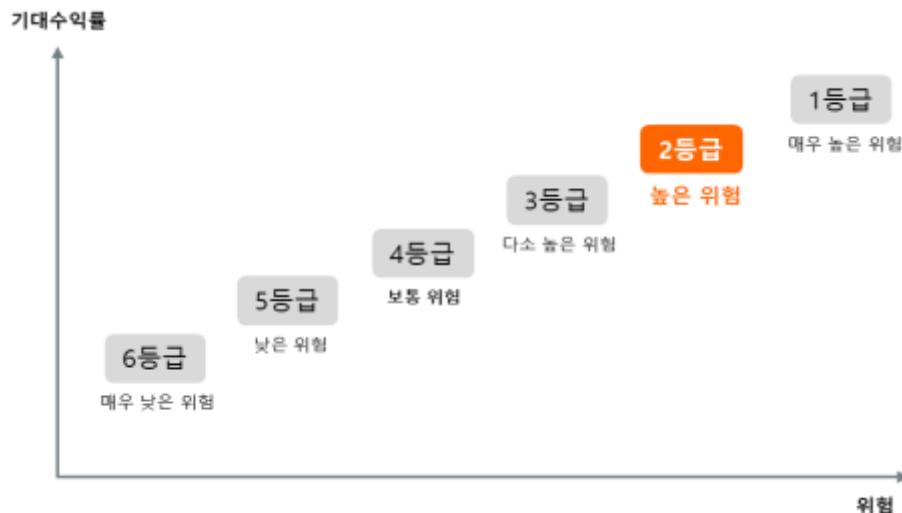 기대수익률
1등급
매우 높은 위험
2등급
높은 위험
3등급
다소 높은 위험
4등급
보통 위험
5등급
낮은 위험
6등급
매우 낮은 위험
위험